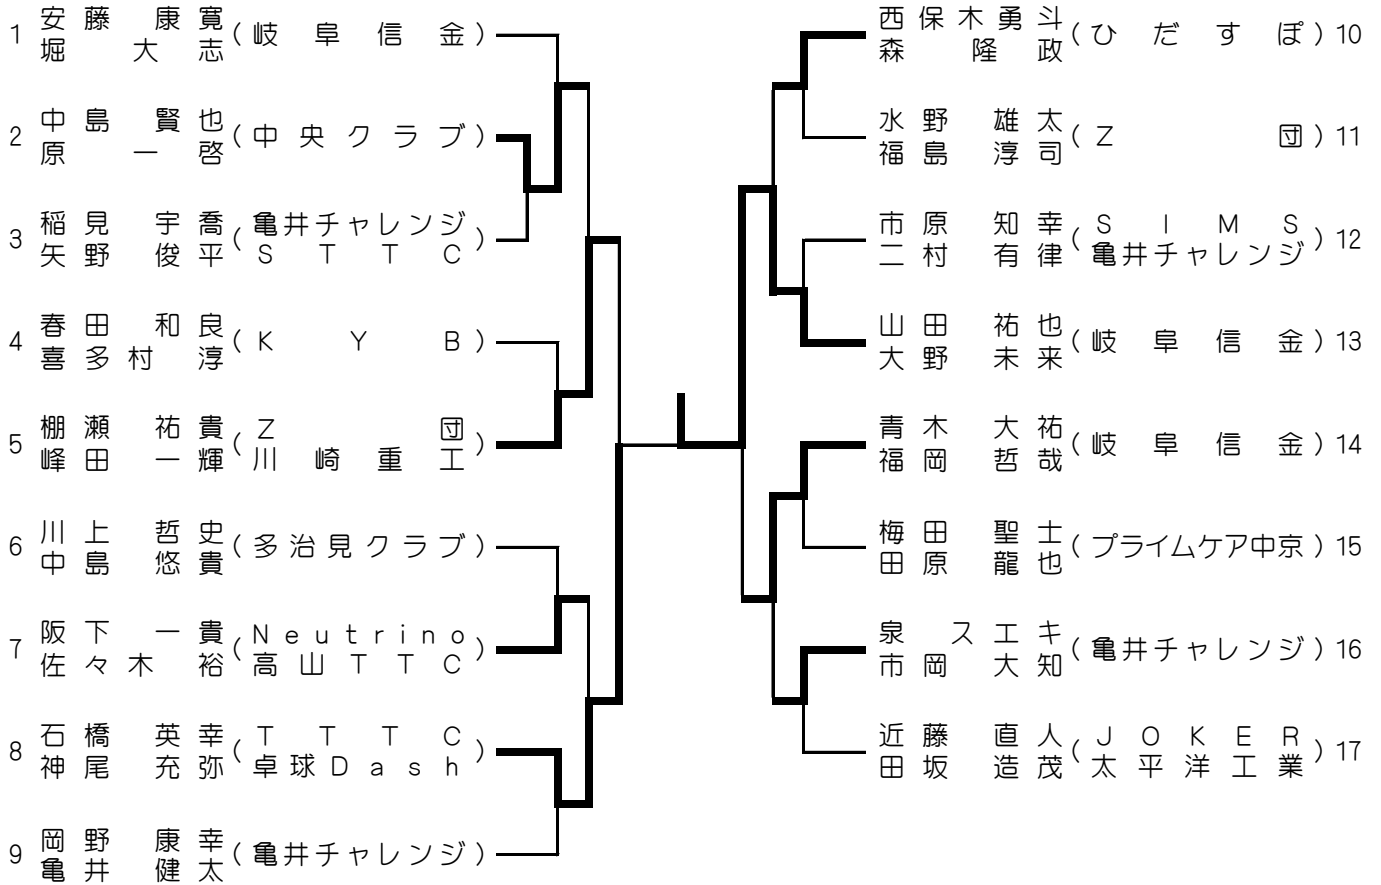 1 安藤 康寛 (岐阜信金)
堀 大志
2 中島 賢也 (中央クラブ)
原 一啓
3 稲見 宇喬 (亀井チャレンジ
矢野 俊平 STTC)
4 春田 和良 (KYB)
喜多村 淳
5 棚瀬 祐貴 (Z団
峰田 一輝 川崎重工)
6 川上 哲史 (多治見クラブ)
中島 悠貴
7 阪下 一貴 (Neutrino
佐々木 裕 高山TTC)
8 石橋 英幸 (TTTC
神尾 充弥 卓球Dash)
9 岡野 康幸 (亀井チャレンジ)
亀井 健太
西保木勇斗 (ひだすぽ) 10
森 隆政
水野 雄太 (Z団) 11
福島 淳司
市原 知幸 (SIMS
二村 有律 亀井チャレンジ) 12
山田 祐也 (岐阜信金) 13
大野 未来
青木 大祐 (岐阜信金) 14
福岡 哲哉
梅田 聖士 (プライムケア中京) 15
田原 龍也
泉 スエキ (亀井チャレンジ) 16
市岡 大知
近藤 直人 (JOKER
田坂 造茂 太平洋工業) 17